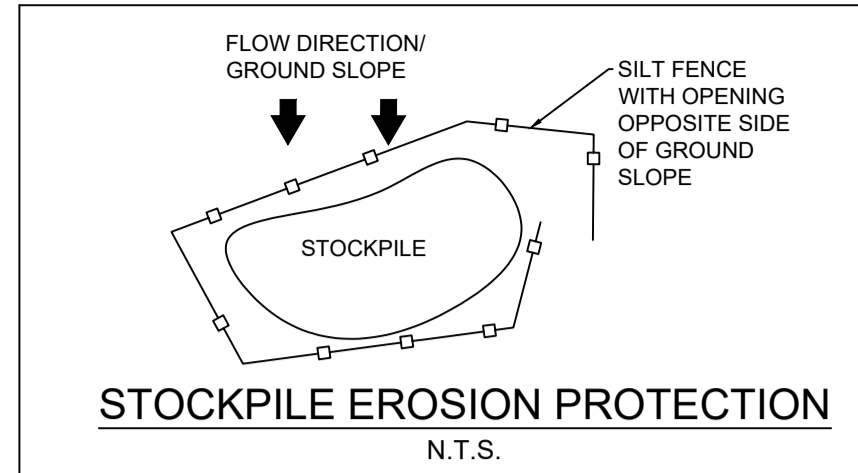 FLOW DIRECTION/
GROUND SLOPE
SILT FENCE
WITH OPENING
OPPOSITE SIDE
OF GROUND
SLOPE
STOCKPILE
STOCKPILE EROSION PROTECTION
N.T.S.